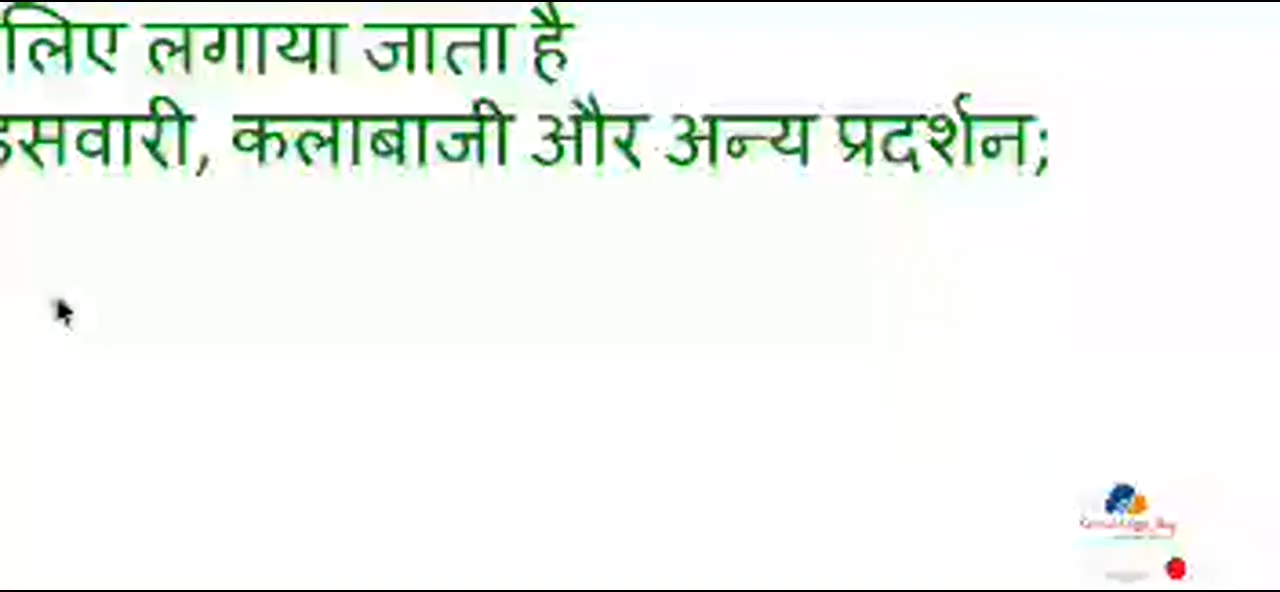 लिए लगाया जाता है
सवारी, कलाबाजी और अन्य प्रदर्शन;